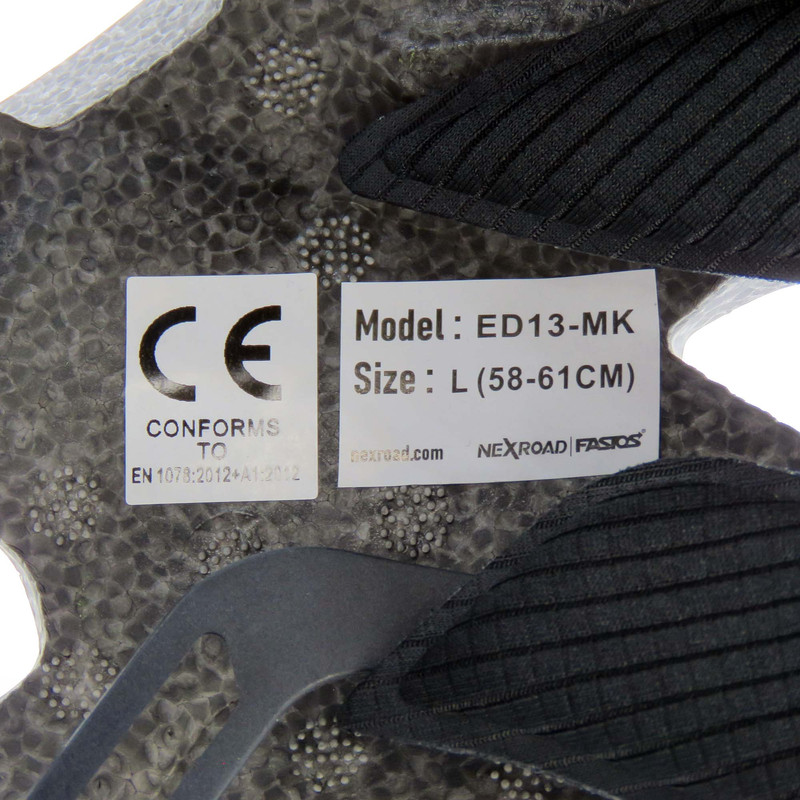 CE
CONFORMS
TO
EN 1078:2012+A1:2012
Model : ED13-MK
Size : L (58-61CM)
nexroad.com NEXROAD | FASTOS®